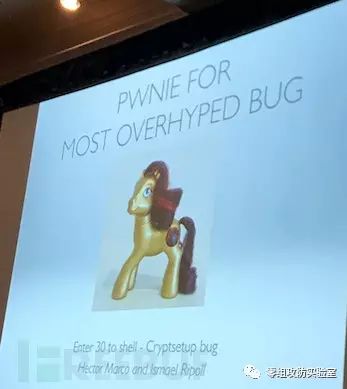 PWNIE FOR
MOST OVERHYPED BUG
Enter 30 to shell - Cryptsetup bug
Hector Marco and Ismael Ripoll
FREEBUF
零组攻防实验室